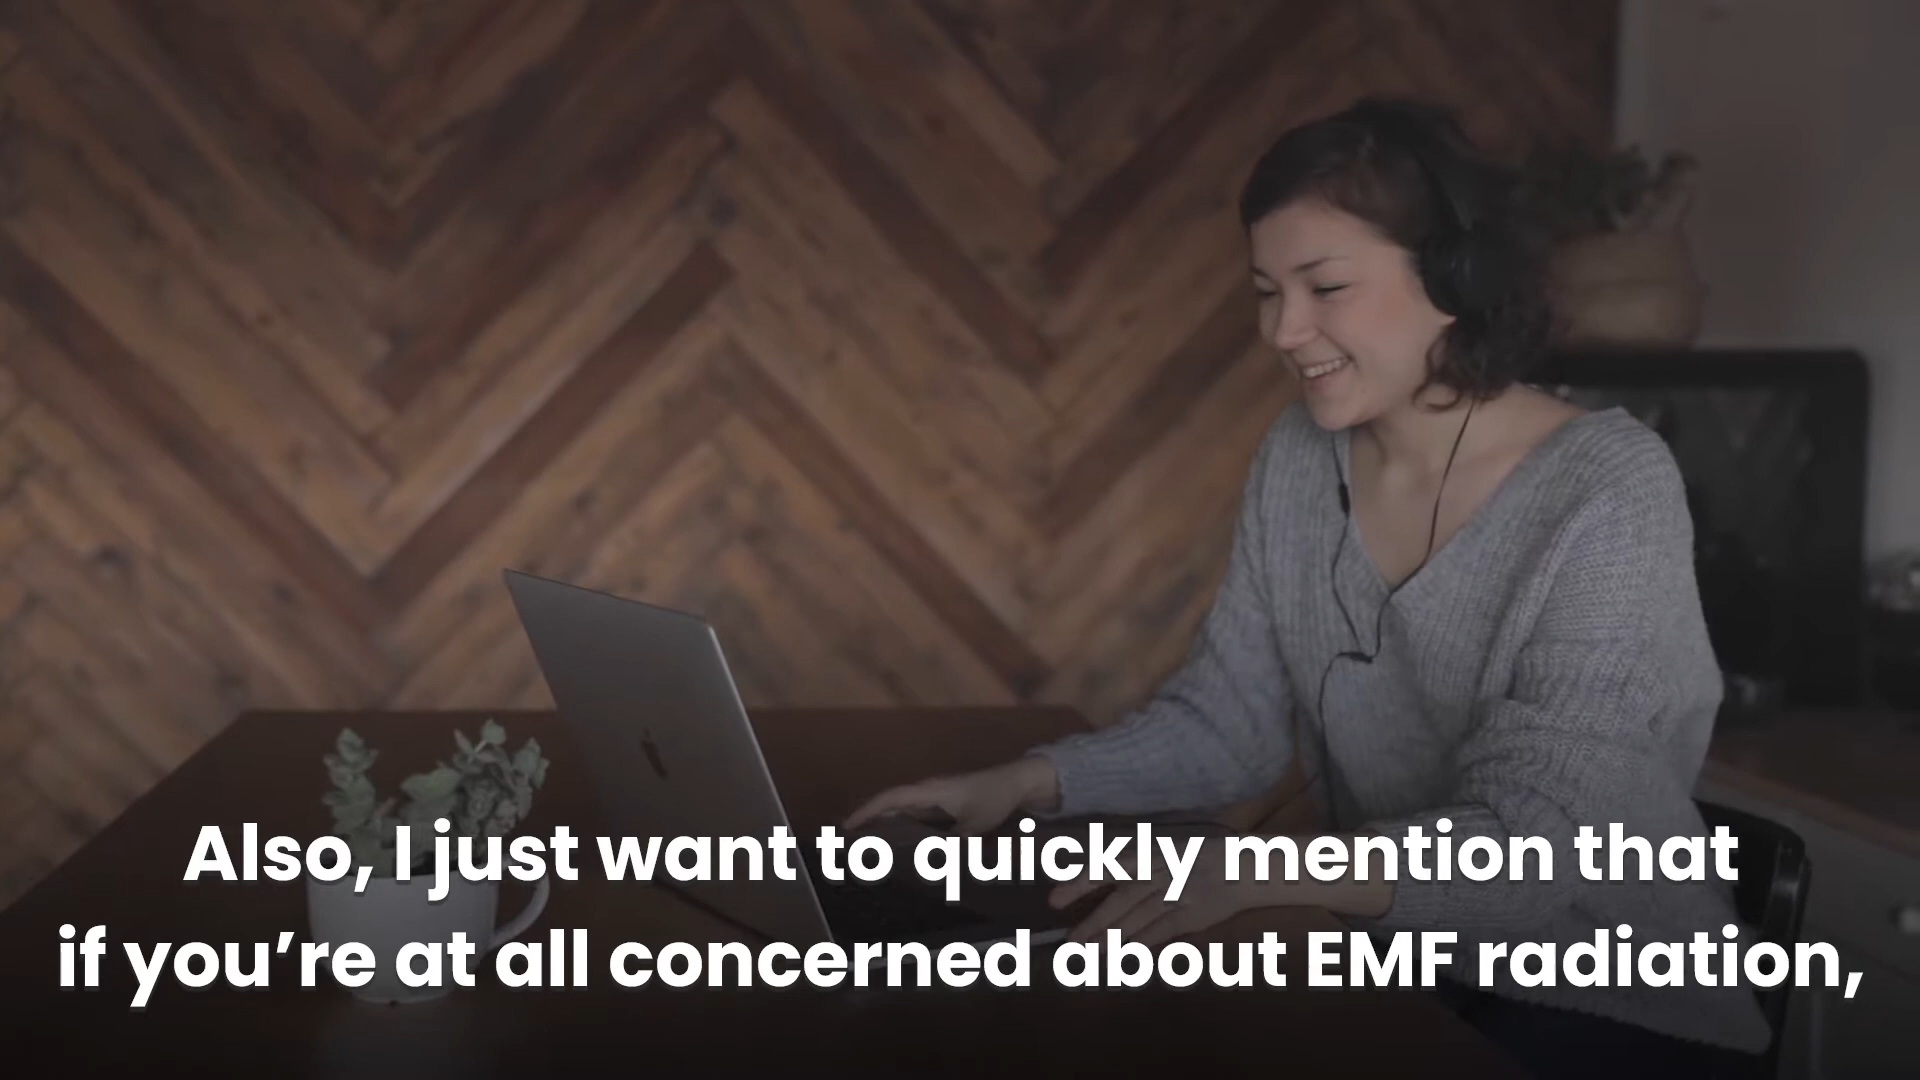 Also, I just want to quickly mention that
if you’re at all concerned about EMF radiation,